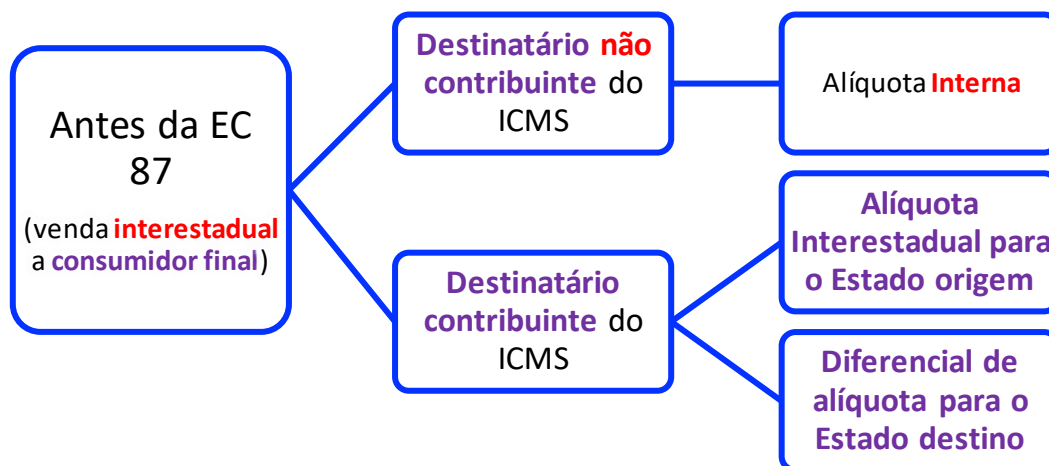 Antes da EC
87
(venda interestadual
a consumidor final)
Destinatário não
contribuinte do
ICMS
Alíquota Interna
Destinatário
contribuinte do
ICMS
Alíquota
Interestadual para
o Estado origem
Diferencial de
alíquota para o
Estado destino